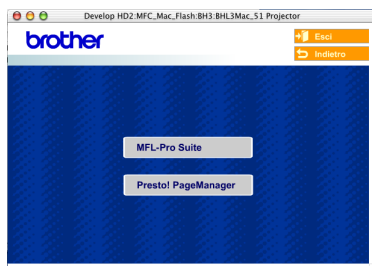 Develop HD2:MFC_Mac_Flash:BH3:BHL3Mac_51 Projector
brother
Esci
Indietro
MFL-Pro Suite
Presto! PageManager